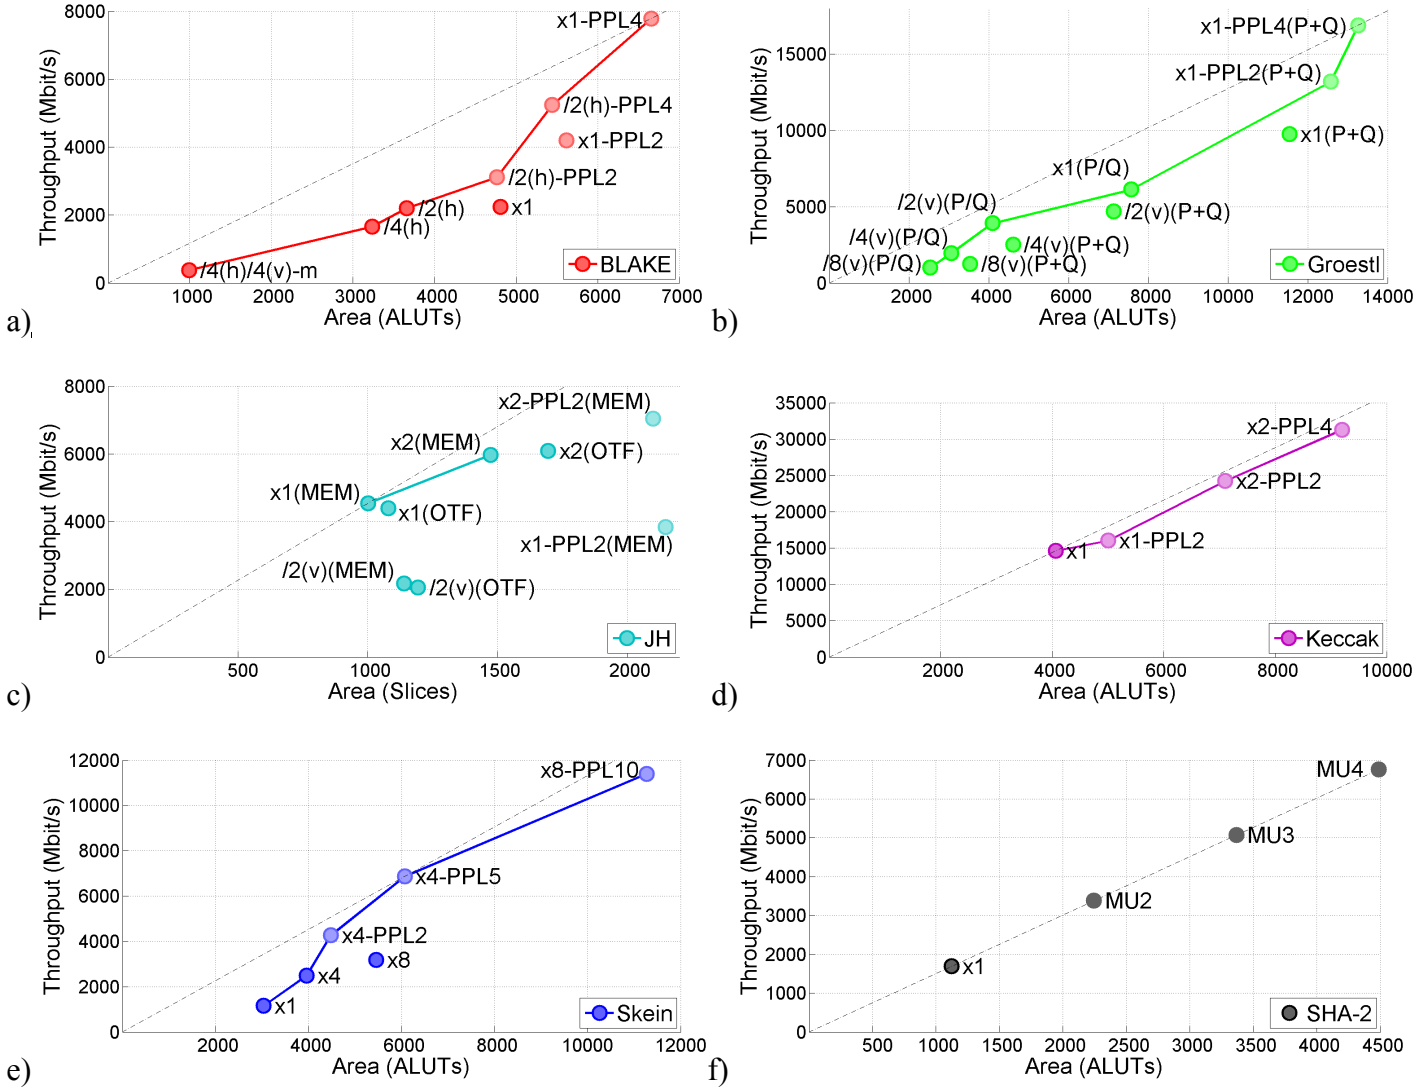 8000
6000
4000
2000
0
Throughput (Mbit/s)
x1-PPL4
/2(h)-PPL4
x1-PPL2
/2(h)-PPL2
/2(h)
x1
/4(h)
/4(h)/4(v)-m
BLAKE
1000 2000 3000 4000 5000 6000 7000
Area (ALUTs)
a)
15000
10000
5000
0
Throughput (Mbit/s)
x1-PPL4(P+Q)
x1-PPL2(P+Q)
x1(P+Q)
x1(P/Q)
/2(v)(P/Q)
/2(v)(P+Q)
/4(v)(P/Q)
/4(v)(P+Q)
/8(v)(P/Q)
/8(v)(P+Q)
Groestl
2000 4000 6000 8000 10000 12000 14000
Area (ALUTs)
b)
8000
6000
4000
2000
0
Throughput (Mbit/s)
x2-PPL2(MEM)
x2(MEM)
x2(OTF)
x1(MEM)
x1(OTF)
x1-PPL2(MEM)
/2(v)(MEM)
/2(v)(OTF)
JH
500 1000 1500 2000
Area (Slices)
c)
35000
30000
25000
20000
15000
10000
5000
0
Throughput (Mbit/s)
x2-PPL4
x2-PPL2
x1
x1-PPL2
Keccak
2000 4000 6000 8000 10000
Area (ALUTs)
d)
12000
10000
8000
6000
4000
2000
0
Throughput (Mbit/s)
x8-PPL10
x4-PPL5
x4-PPL2
x8
x4
x1
Skein
2000 4000 6000 8000 10000 12000
Area (ALUTs)
e)
7000
6000
5000
4000
3000
2000
1000
0
Throughput (Mbit/s)
MU4
MU3
MU2
x1
SHA-2
500 1000 1500 2000 2500 3000 3500 4000 4500
Area (ALUTs)
f)